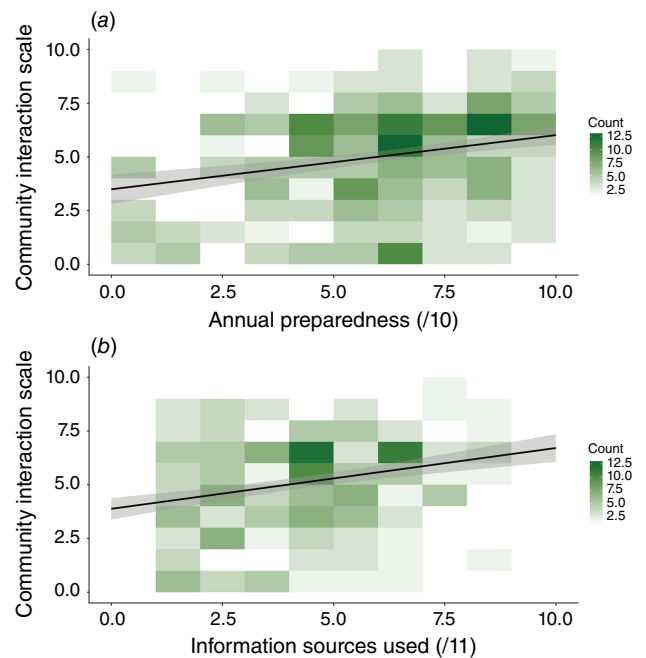 (a)
Community interaction scale
10.0
7.5
5.0
2.5
0.0
0.0 2.5 5.0 7.5 10.0
Annual preparedness (/10)
Count
12.5
10.0
7.5
5.0
2.5
(b)
Community interaction scale
10.0
7.5
5.0
2.5
0.0
0.0 2.5 5.0 7.5 10.0
Information sources used (/11)
Count
12.5
10.0
7.5
5.0
2.5